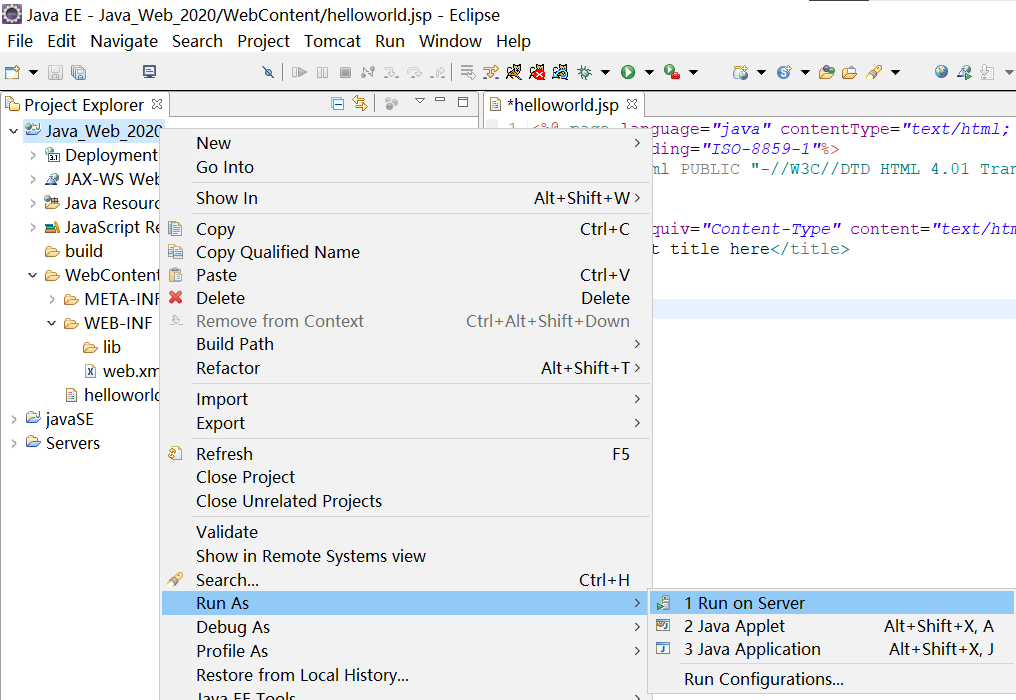 Java EE - Java_Web_2020/WebContent/helloworld.jsp - Eclipse
File Edit Navigate Search Project Tomcat Run Window Help
Project Explorer
*helloworld.jsp
Java_Web_2020
Deployment
JAX-WS Web
Java Resourc
JavaScript Re
build
WebContent
META-INF
WEB-INF
lib
web.xm
helloworld
javaSE
Servers
1 <%@ page language="java" contentType="text/html;
ding="ISO-8859-1"%>
ml PUBLIC "-//W3C//DTD HTML 4.01 Tran
quiv="Content-Type" content="text/htm
t title here</title>
New
Go Into
Show In Alt+Shift+W
Copy Ctrl+C
Copy Qualified Name
Paste Ctrl+V
Delete Delete
Remove from Context Ctrl+Alt+Shift+Down
Build Path
Refactor Alt+Shift+T
Import
Export
Refresh F5
Close Project
Close Unrelated Projects
Validate
Show in Remote Systems view
Search... Ctrl+H
Run As
Debug As
Profile As
Restore from Local History...
Java EE Tools
1 Run on Server
2 Java Applet Alt+Shift+X, A
3 Java Application Alt+Shift+X, J
Run Configurations...